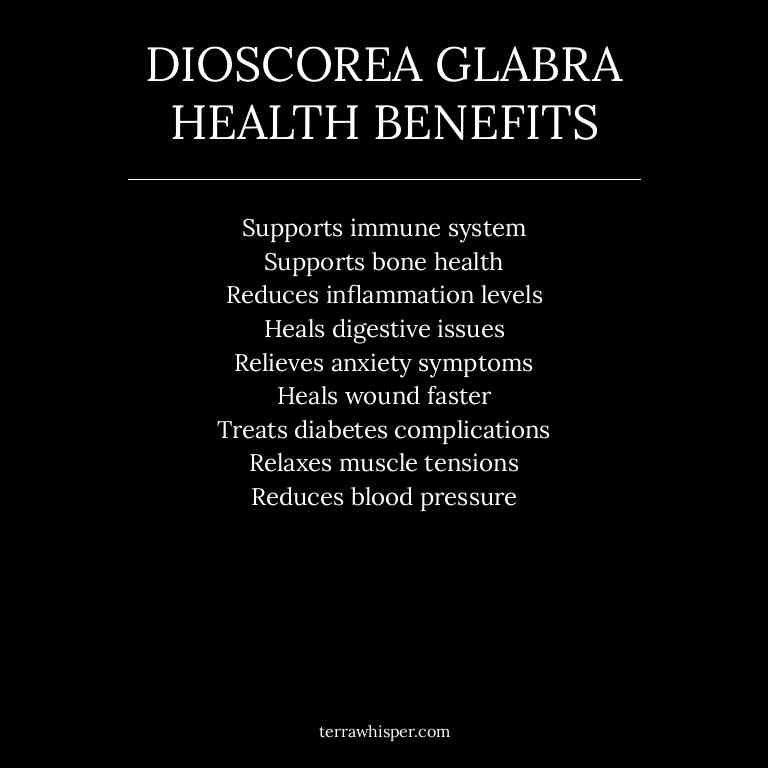 DIOSCOREA GLABRA
HEALTH BENEFITS
Supports immune system
Supports bone health
Reduces inflammation levels
Heals digestive issues
Relieves anxiety symptoms
Heals wound faster
Treats diabetes complications
Relaxes muscle tensions
Reduces blood pressure
terrawhisper.com